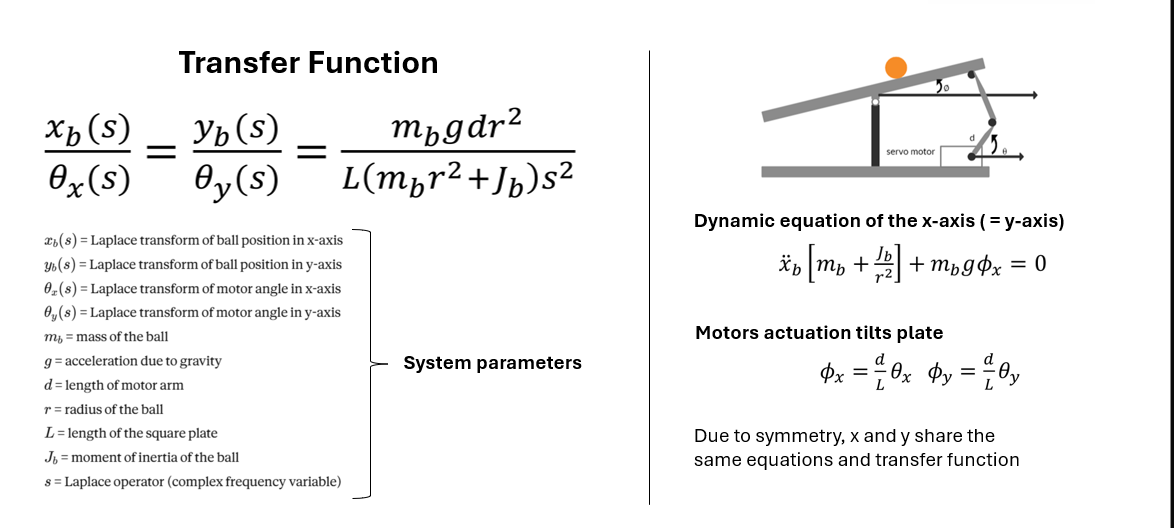 Transfer Function
x_b(s)/θ_x(s) = y_b(s)/θ_y(s) = m_b g d r²/L(m_b r²+J_b)s²
x_b(s) = Laplace transform of ball position in x-axis
y_b(s) = Laplace transform of ball position in y-axis
θ_x(s) = Laplace transform of motor angle in x-axis
θ_y(s) = Laplace transform of motor angle in y-axis
m_b = mass of the ball
g = acceleration due to gravity
d = length of motor arm
r = radius of the ball
L = length of the square plate
J_b = moment of inertia of the ball
s = Laplace operator (complex frequency variable)
System parameters
ø
d
servo motor
θ
Dynamic equation of the x-axis ( = y-axis)
ẍ_b [m_b + J_b/r²] + m_b gϕ_x = 0
Motors actuation tilts plate
ϕ_x = d/L θ_x ϕ_y = d/L θ_y
Due to symmetry, x and y share the
same equations and transfer function